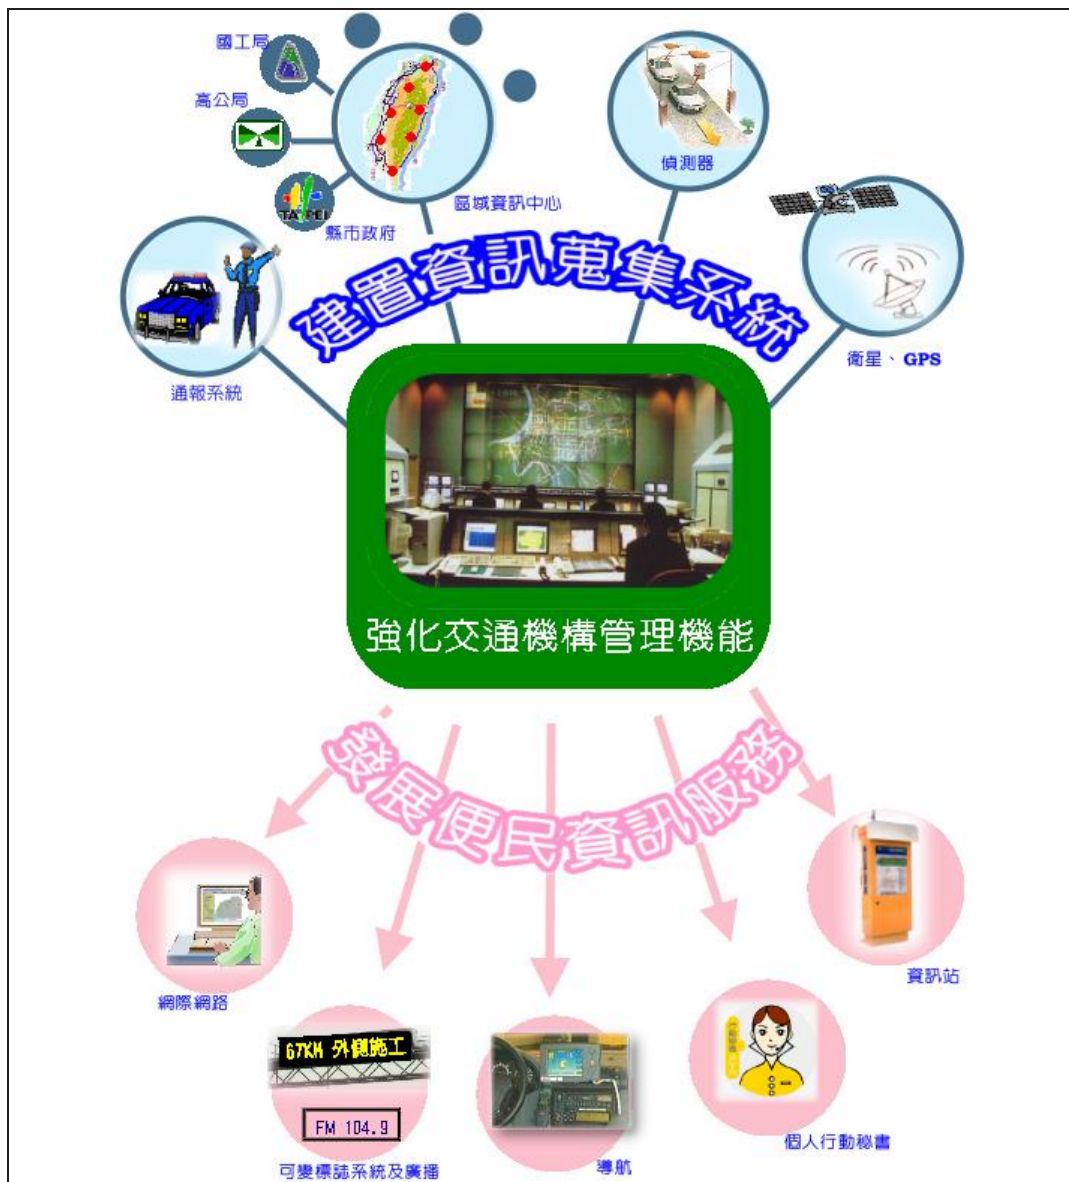 國工局
高公局
TAIPEI
縣市政府
區域資訊中心
偵測器
通報系統
衛星、GPS
建置資訊蒐集系統
強化交通機構管理機能
發展便民資訊服務
網際網路
67KM 外側施工
FM 104.9
可變標誌系統及廣播
導航
個人行動秘書
資訊站